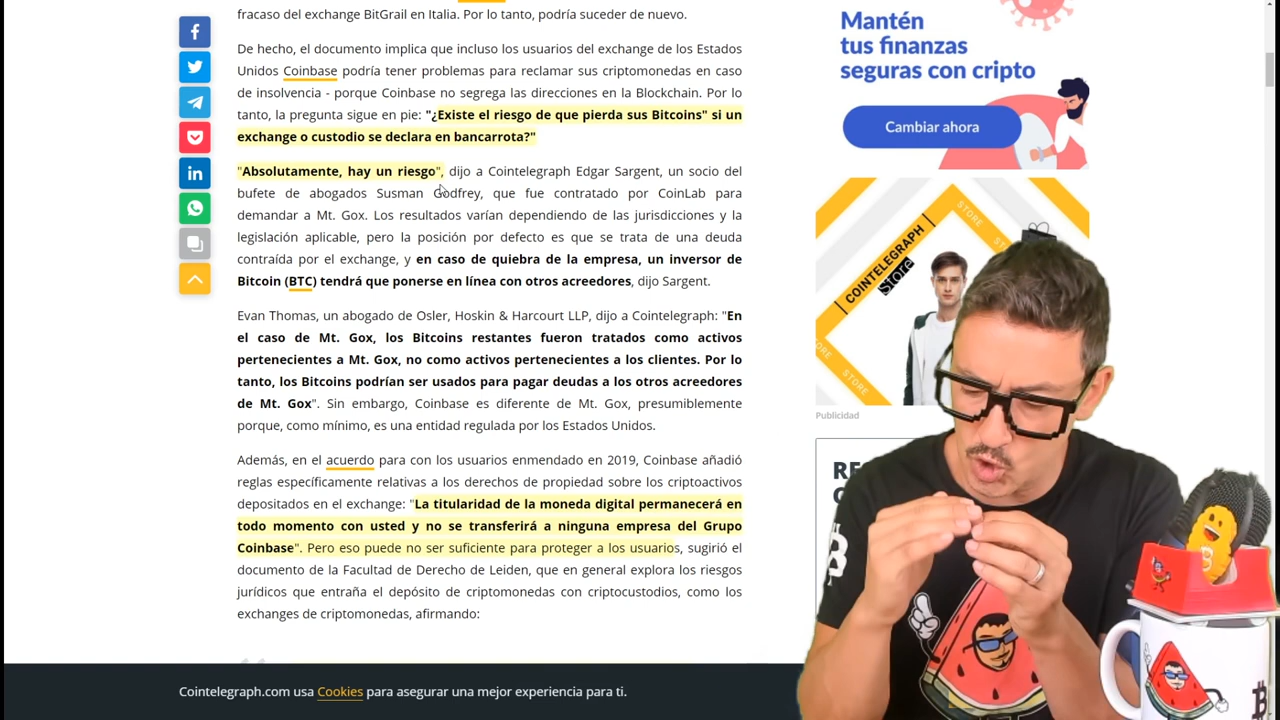 fracaso del exchange BitGrail en Italia. Por lo tanto, podría suceder de nuevo.
De hecho, el documento implica que incluso los usuarios del exchange de los Estados
Unidos Coinbase podría tener problemas para reclamar sus criptomonedas en caso
de insolvencia - porque Coinbase no segrega las direcciones en la Blockchain. Por lo
tanto, la pregunta sigue en pie: "¿Existe el riesgo de que pierda sus Bitcoins" si un
exchange o custodio se declara en bancarrota?"
"Absolutamente, hay un riesgo", dijo a Cointelegraph Edgar Sargent, un socio del
bufete de abogados Susman Godfrey, que fue contratado por CoinLab para
demandar a Mt. Gox. Los resultados varían dependiendo de las jurisdicciones y la
legislación aplicable, pero la posición por defecto es que se trata de una deuda
contraída por el exchange, y en caso de quiebra de la empresa, un inversor de
Bitcoin (BTC) tendrá que ponerse en línea con otros acreedores, dijo Sargent.
Evan Thomas, un abogado de Osler, Hoskin & Harcourt LLP, dijo a Cointelegraph: "En
el caso de Mt. Gox, los Bitcoins restantes fueron tratados como activos
pertenecientes a Mt. Gox, no como activos pertenecientes a los clientes. Por lo
tanto, los Bitcoins podrían ser usados para pagar deudas a los otros acreedores
de Mt. Gox". Sin embargo, Coinbase es diferente de Mt. Gox, presumiblemente
porque, como mínimo, es una entidad regulada por los Estados Unidos.
Además, en el acuerdo para con los usuarios enmendado en 2019, Coinbase añadió
reglas específicamente relativas a los derechos de propiedad sobre los criptoactivos
depositados en el exchange: "La titularidad de la moneda digital permanecerá en
todo momento con usted y no se transferirá a ninguna empresa del Grupo
Coinbase". Pero eso puede no ser suficiente para proteger a los usuarios, sugirió el
documento de la Facultad de Derecho de Leiden, que en general explora los riesgos
jurídicos que entraña el depósito de criptomonedas con criptocustodios, como los
exchanges de criptomonedas, afirmando:
Mantén
tus finanzas
seguras con cripto
Cambiar ahora
STORE
COINTELEGRAPH
Store
STORE
Publicidad
Cointelegraph.com usa Cookies para asegurar una mejor experiencia para ti.